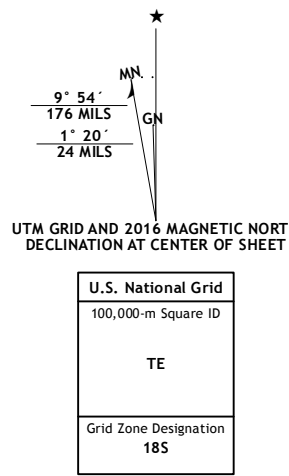 ★
MN
9° 54´
176 MILS
GN
1° 20´
24 MILS
UTM GRID AND 2016 MAGNETIC NORT
DECLINATION AT CENTER OF SHEET
U.S. National Grid
100,000-m Square ID
TE
Grid Zone Designation
18S